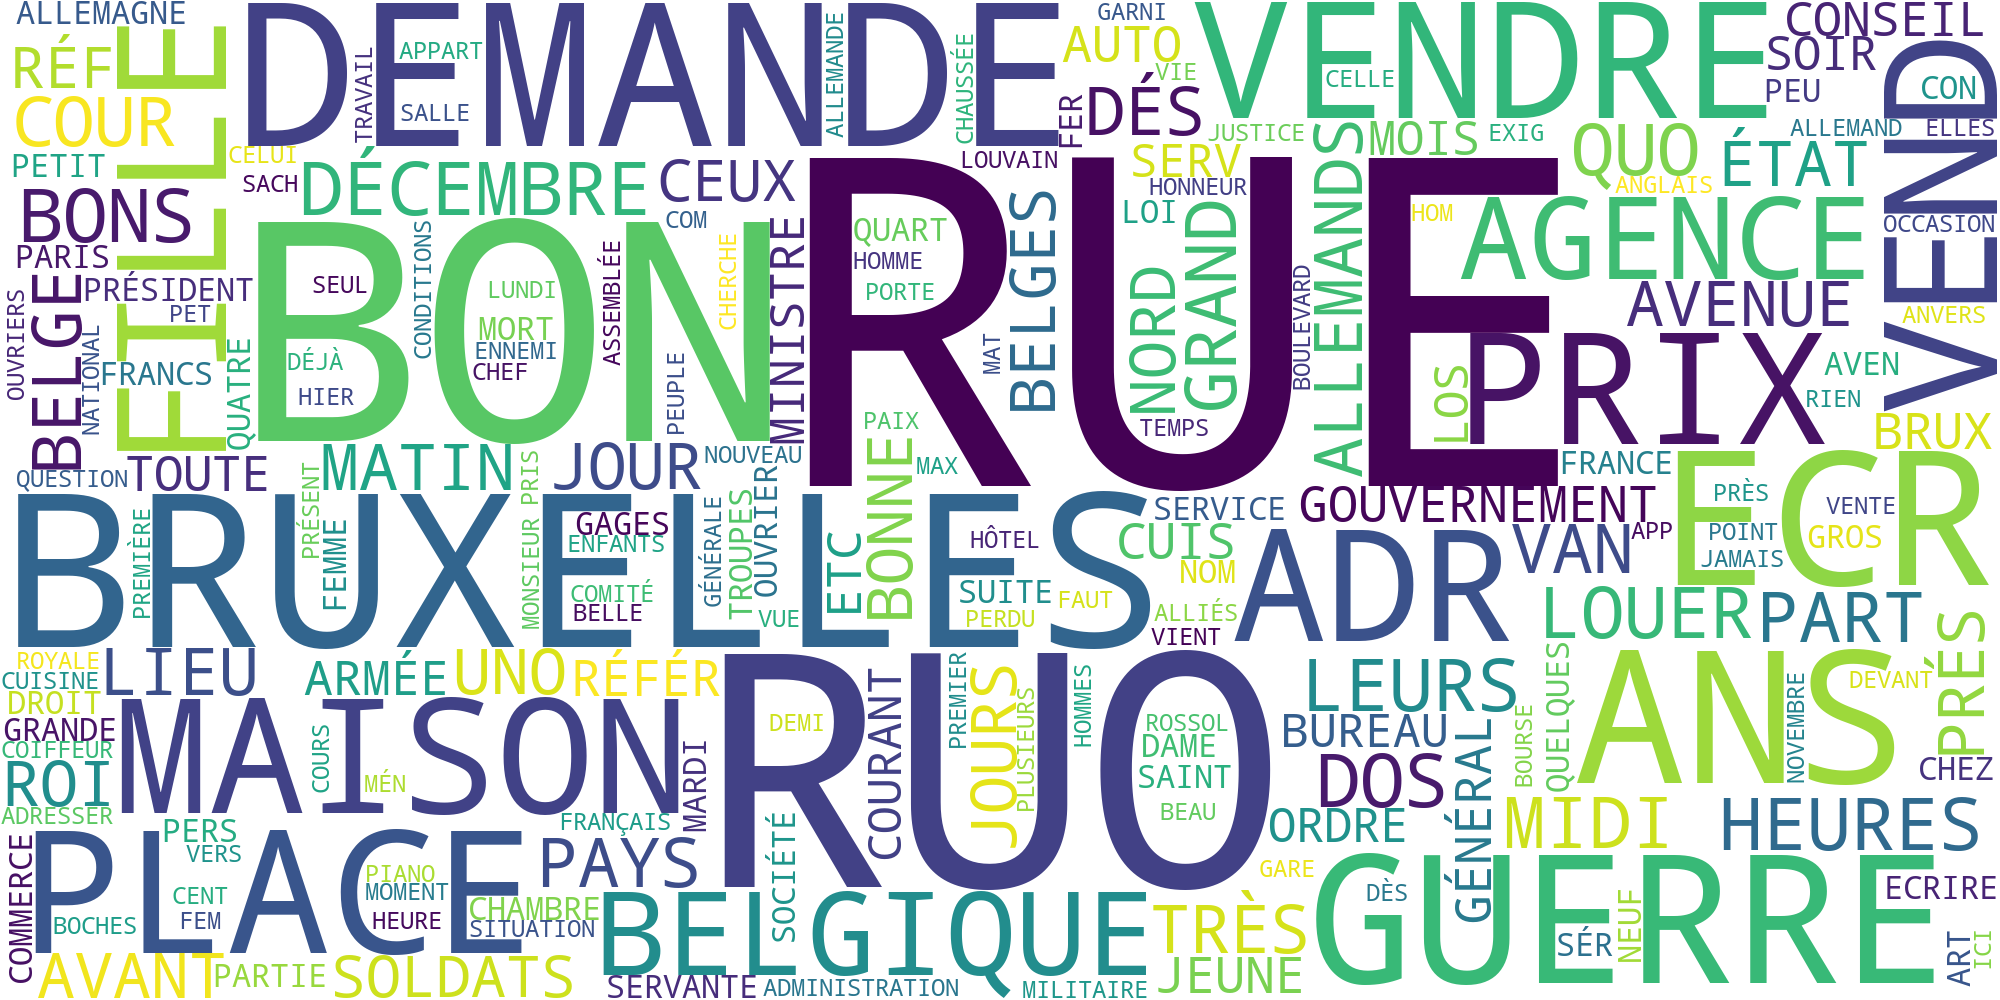 ALLEMAGNE
DEMANDE
GARNI
VENDRE
CONSEIL
RÉF
FILLE
TRAVAIL
APPART
ALLEMANDE
CHAUSSÉE
AUTO
VIE
CELLE
SOIR
PEU
CON
VEND
COUR
SALLE
FER
DÉS
JUSTICE
MOIS
EXIG
ALLEMAND
ELLES
PETIT
CELUI
SACH
DÉCEMBRE
CEUX
LOUVAIN
SERV
HONNEUR
ALLEMANDS
QUO
ANGLAIS
ÉTAT
BONS
PARIS
BON
COM
RUE
QUART
HOMME
PORTE
BELGES
LOI
NORD
GRAND
HOM
AGENCE
OCCASION
PRÉSIDENT
PET
SEUL
CONDITIONS
LUNDI
MORT
ENNEMI
CHEF
ASSEMBLÉE
CHERCHE
MINISTRE
BOULEVARD
AVENUE
ANVERS
OUVRIERS
BELGE
NATIONAL
FRANCS
QUATRE
DÉJÀ
HIER
PEUPLE
MAT
PRIX
LOS
AVEN
RIEN
QUESTION
TOUTE
MATIN
JOUR
NOUVEAU
PAIX
MAX
TEMPS
BONNE
FRANCE
BRUX
BRUXELLES
PREMIÈRE
PRÉSENT
FEMME
MONSIEUR PRIS
GAGES
ENFANTS
COMITÉ
BELLE
GÉNÉRALE
TROUPES
OUVRIER
VUE
ETC
HÔTEL
SUITE
PERDU
FAUT
CUIS
SERVICE
NOM
ALLIÉS
VIENT
GOUVERNEMENT
ADR
VAN
APP
ECR
PRÈS
POINT
JAMAIS
VENTE
GROS
ROYALE
CUISINE
LIEU
ARMÉE
UNO
RÉFÉR
LOUER
PART
PRÉS
DROIT
GRANDE
COIFFEUR
ROI
ADRESSER
MAISON
COURS
MÉN
MARDI
RUO
DEMI
COURANT
PREMIER
JOURS
PLUSIEURS
HOMMES
ROSSOL
DAME
SAINT
BEAU
LEURS
BUREAU
DOS
ORDRE
GÉNÉRAL
BOURSE
QUELQUES
ANS
NOVEMBRE
DEVANT
CHEZ
MIDI
HEURES
COMMERCE
PLACE
PERS
VERS
CENT
FEM
BOCHES
PIANO
MOMENT
HEURE
CHAMBRE
SITUATION
FRANÇAIS
PAYS
SOCIÉTÉ
BELGIQUE
TRÈS
GARE
GUERRE
DÈS
SÉR
NEUF
ECRIRE
ART
ICI
AVANT
PARTIE
SOLDATS
SERVANTE
ADMINISTRATION
MILITAIRE
JEUNE